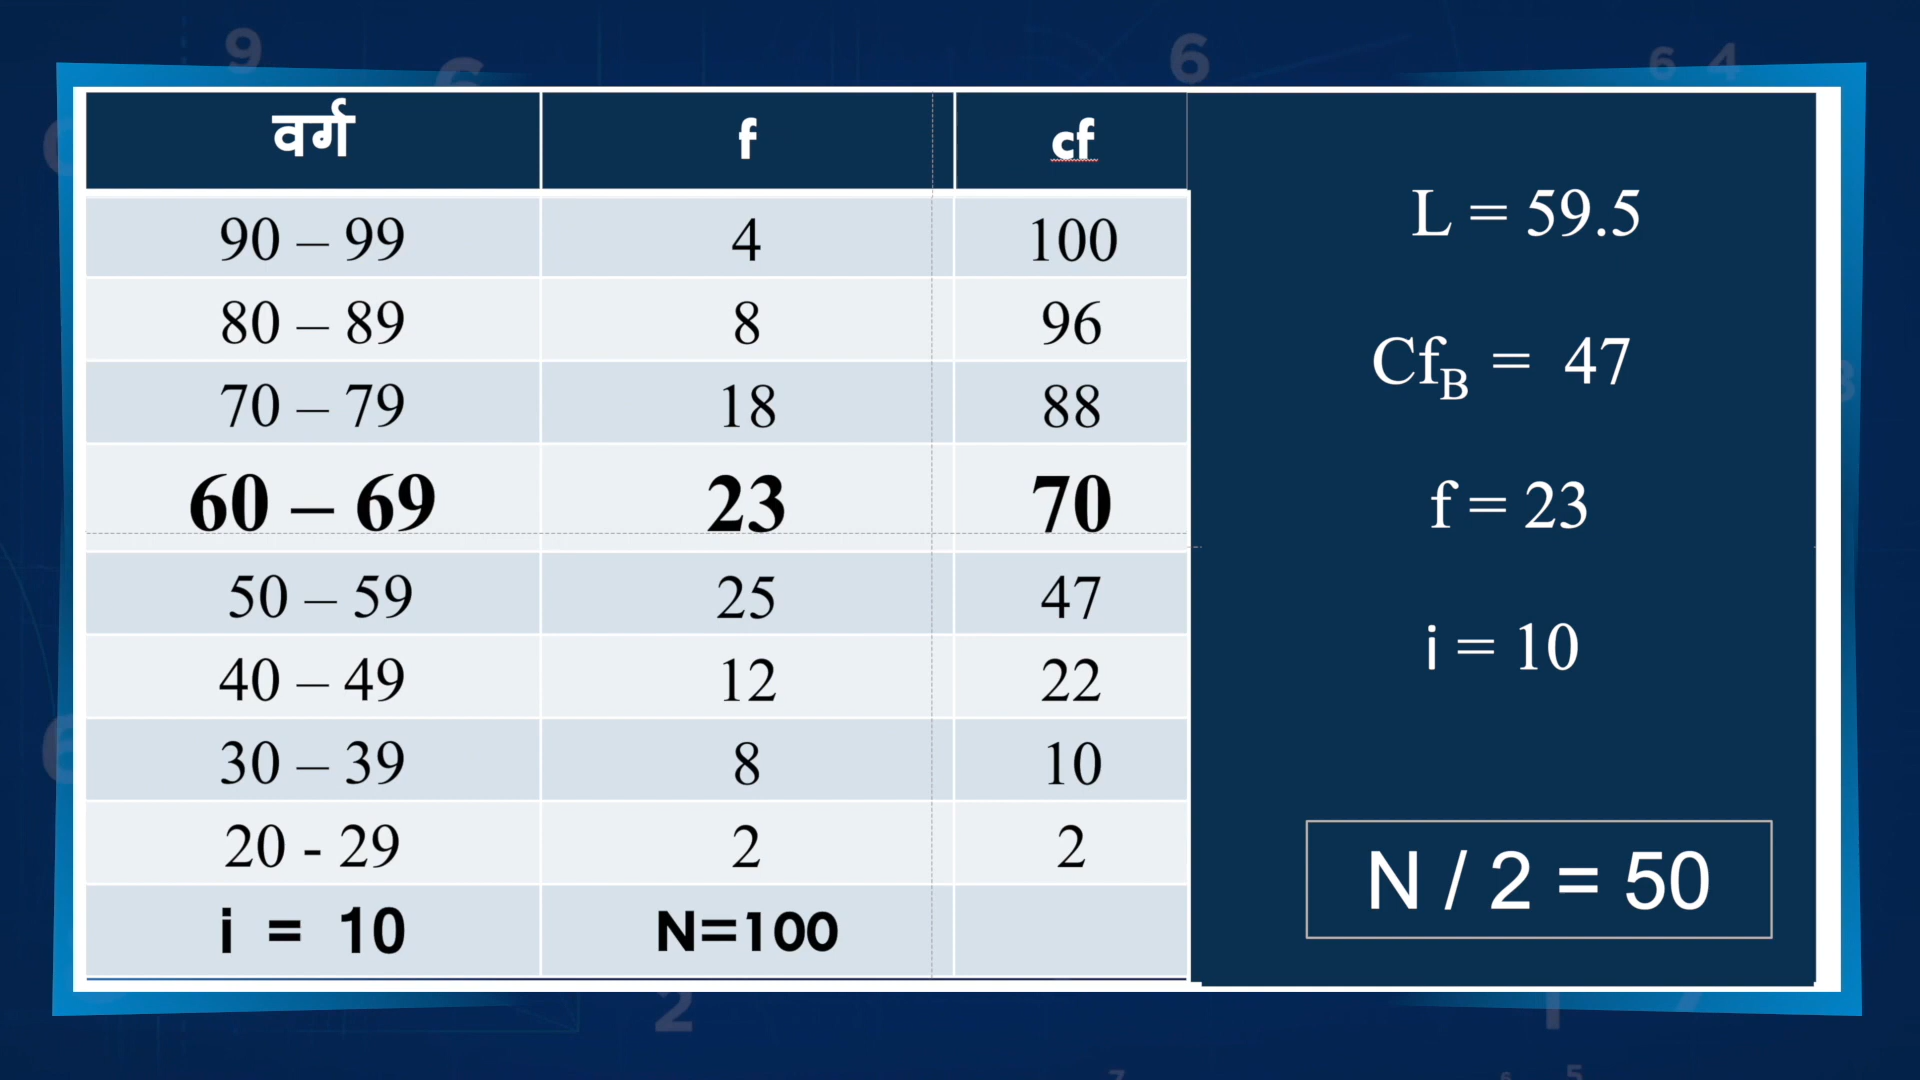 वर्ग f cf
90 – 99 4 100
80 – 89 8 96
70 – 79 18 88
60 – 69 23 70
50 – 59 25 47
40 – 49 12 22
30 – 39 8 10
20 - 29 2 2
i = 10 N=100
L = 59.5
CfB = 47
f = 23
i = 10
N / 2 = 50